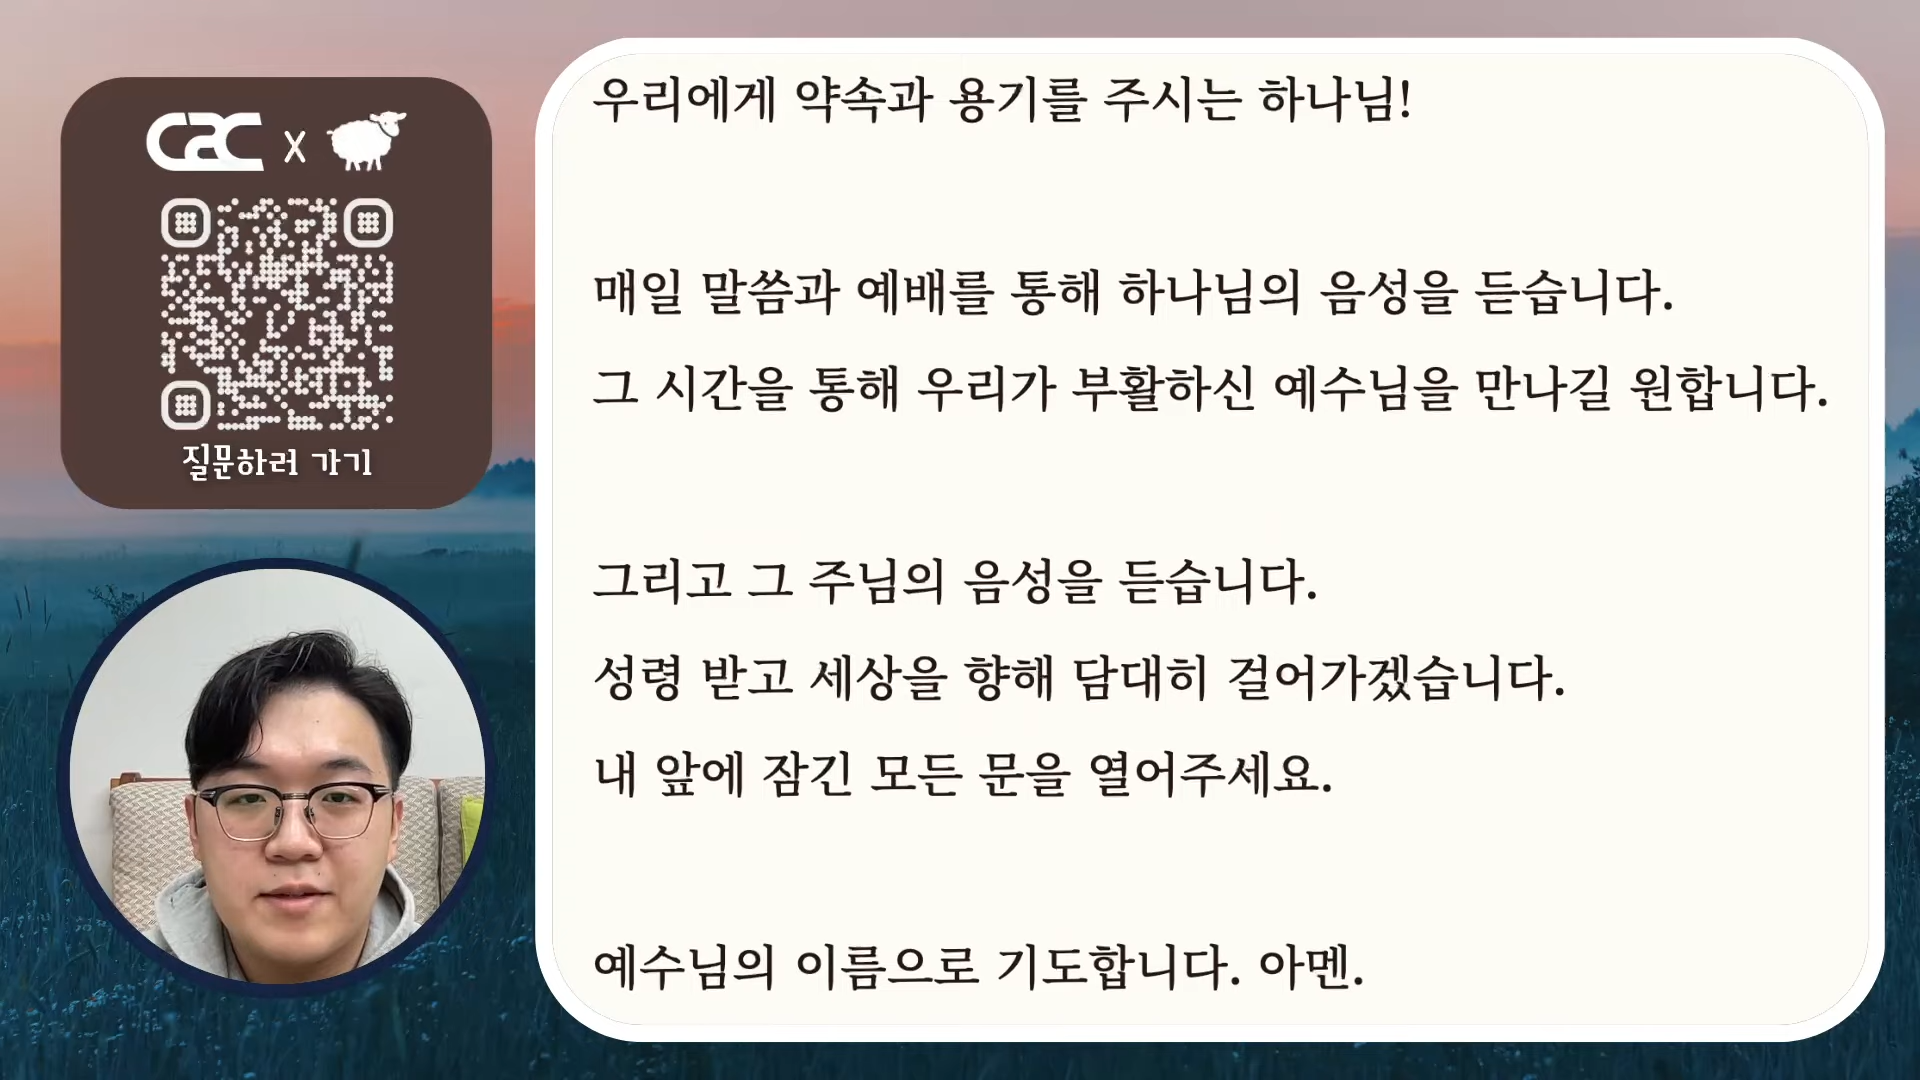 cac x
질문하러 가기
우리에게 약속과 용기를 주시는 하나님!
매일 말씀과 예배를 통해 하나님의 음성을 듣습니다.
그 시간을 통해 우리가 부활하신 예수님을 만나길 원합니다.
그리고 그 주님의 음성을 듣습니다.
성령 받고 세상을 향해 담대히 걸어가겠습니다.
내 앞에 잠긴 모든 문을 열어주세요.
예수님의 이름으로 기도합니다. 아멘.